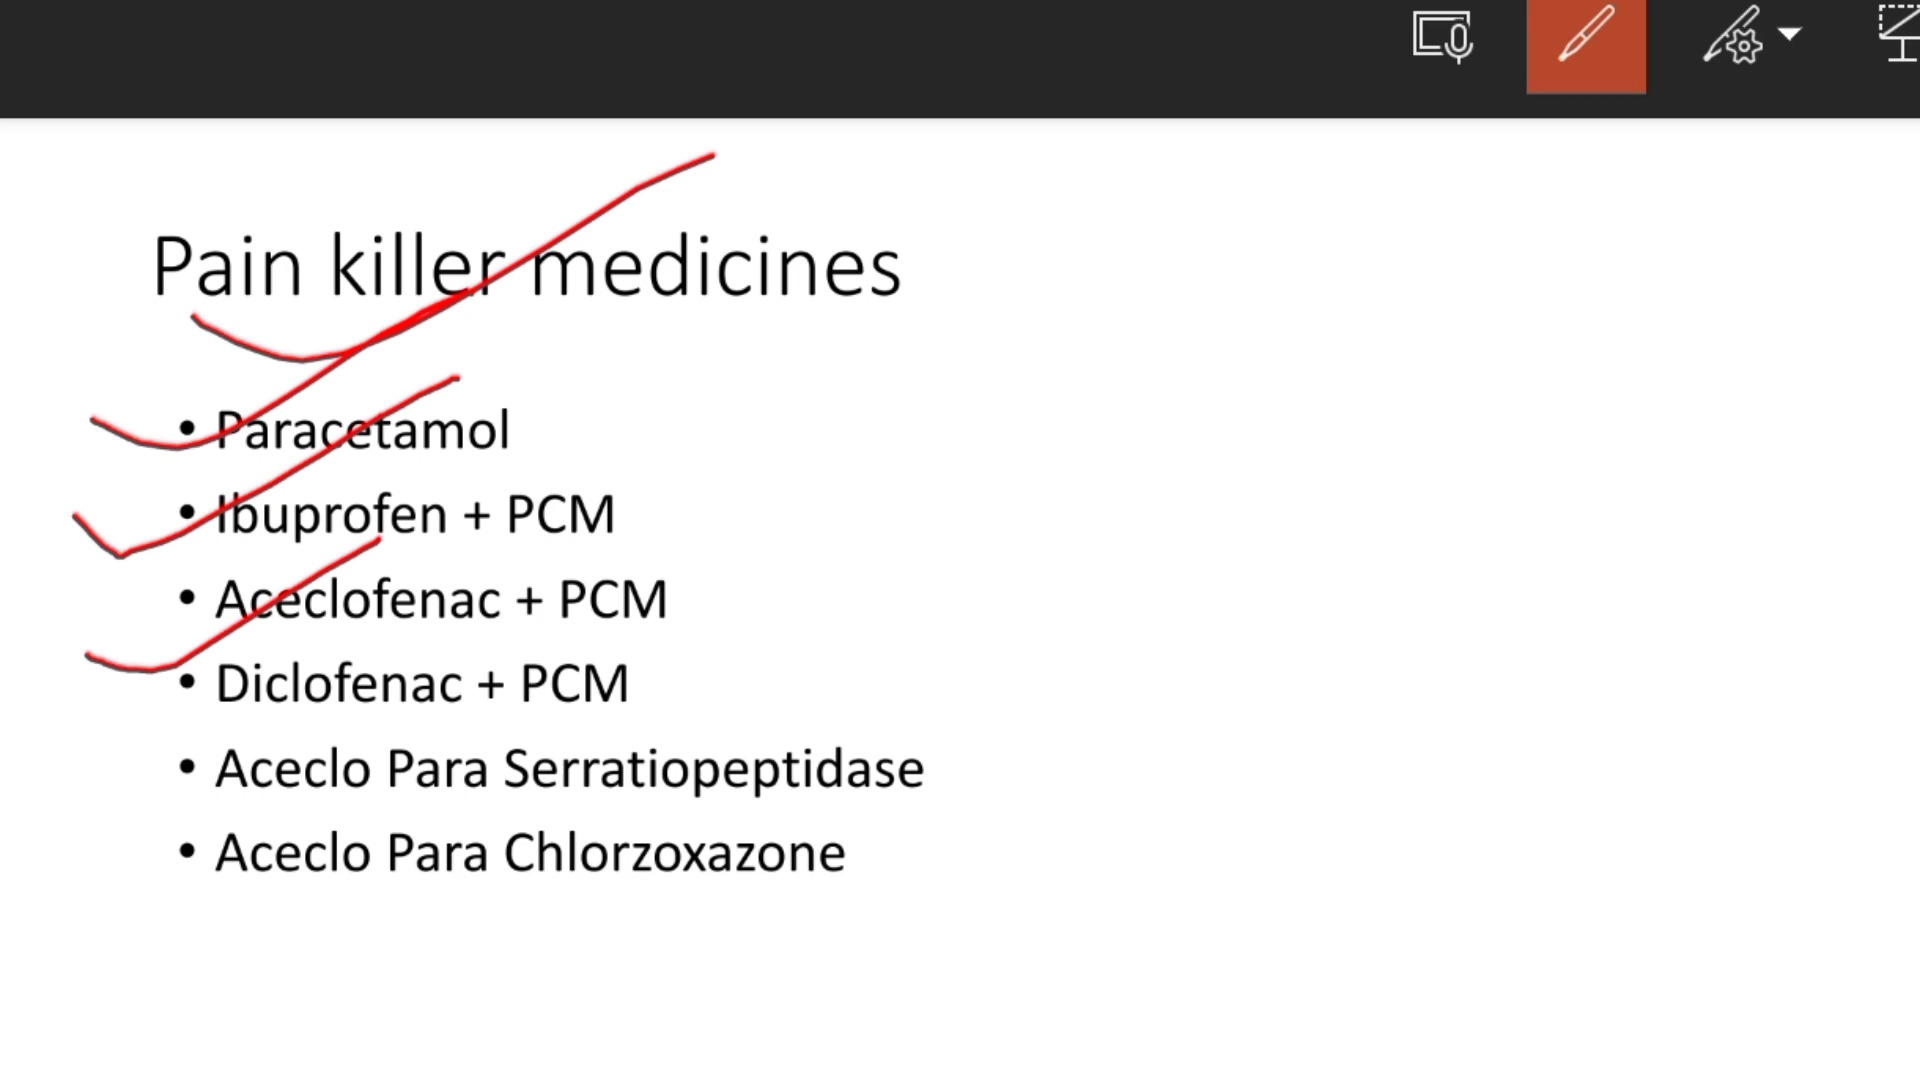 Pain killer medicines
• Paracetamol
• Ibuprofen + PCM
• Aceclofenac + PCM
• Diclofenac + PCM
• Aceclo Para Serratiopeptidase
• Aceclo Para Chlorzoxazone